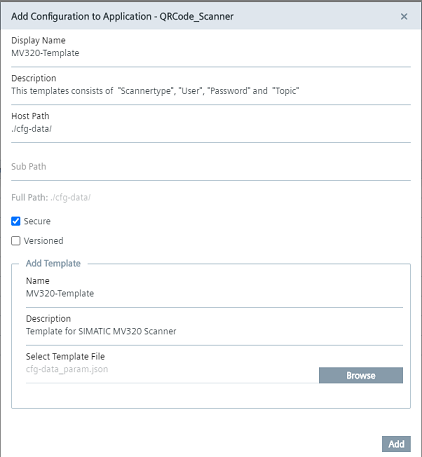 Add Configuration to Application - QRCode_Scanner
Display Name
MV320-Template
Description
This templates consists of "Scannertype", "User", "Password" and "Topic"
Host Path
./cfg-data/
Sub Path
Full Path: ./cfg-data/
Secure
Versioned
Add Template
Name
MV320-Template
Description
Template for SIMATIC MV320 Scanner
Select Template File
cfg-data_param.json
Browse
Add